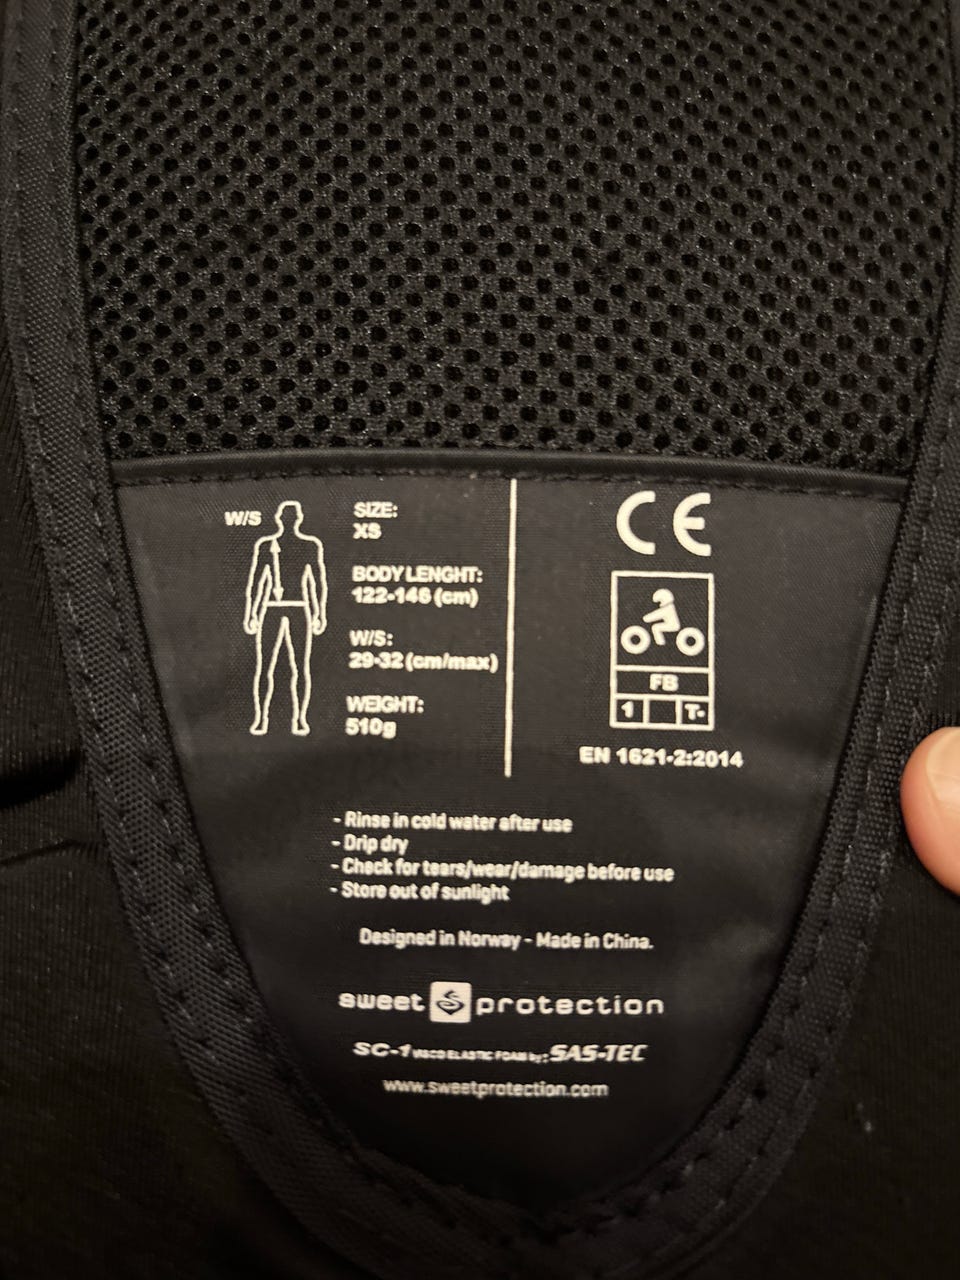 W/S
SIZE:
XS
BODY LENGHT:
122-146 (cm)
W/S:
29-32 (cm/max)
WEIGHT:
510g
CE
FB
1 T-
EN 1621-2:2014
- Rinse in cold water after use
- Drip dry
- Check for tears/wear/damage before use
- Store out of sunlight
Designed in Norway - Made in China.
sweet protection
SC-1 VISCO ELASTIC FOAM by: SAS-TEC
www.sweetprotection.com